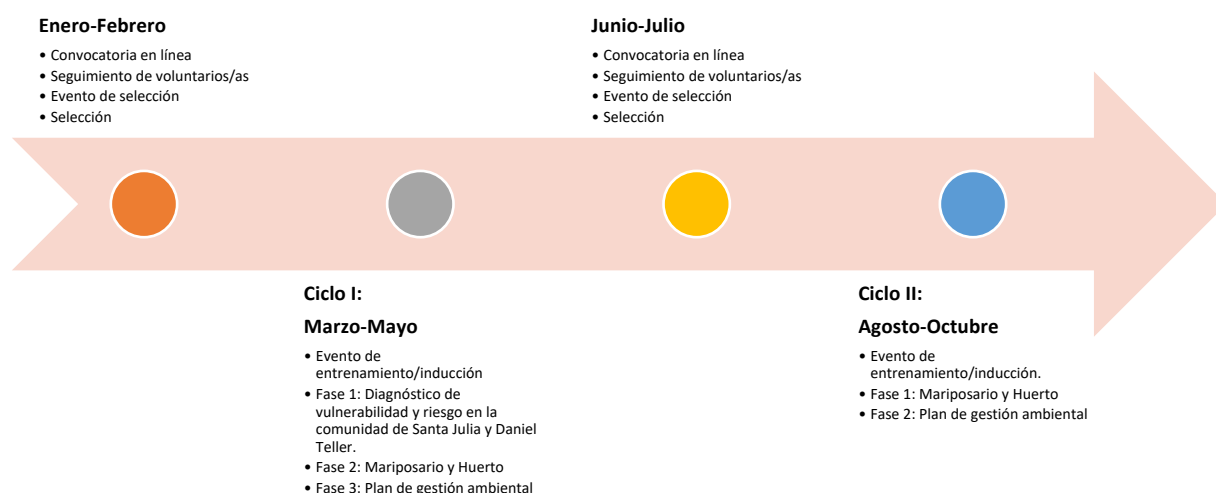 Enero-Febrero
• Convocatoria en línea
• Seguimiento de voluntarios/as
• Evento de selección
• Selección
Junio-Julio
• Convocatoria en línea
• Seguimiento de voluntarios/as
• Evento de selección
• Selección
Ciclo I:
Marzo-Mayo
• Evento de
entrenamiento/inducción
• Fase 1: Diagnóstico de
vulnerabilidad y riesgo en la
comunidad de Santa Julia y Daniel
Teller.
• Fase 2: Mariposario y Huerto
• Fase 3: Plan de gestión ambiental
Ciclo II:
Agosto-Octubre
• Evento de
entrenamiento/inducción.
• Fase 1: Mariposario y Huerto
• Fase 2: Plan de gestión ambiental